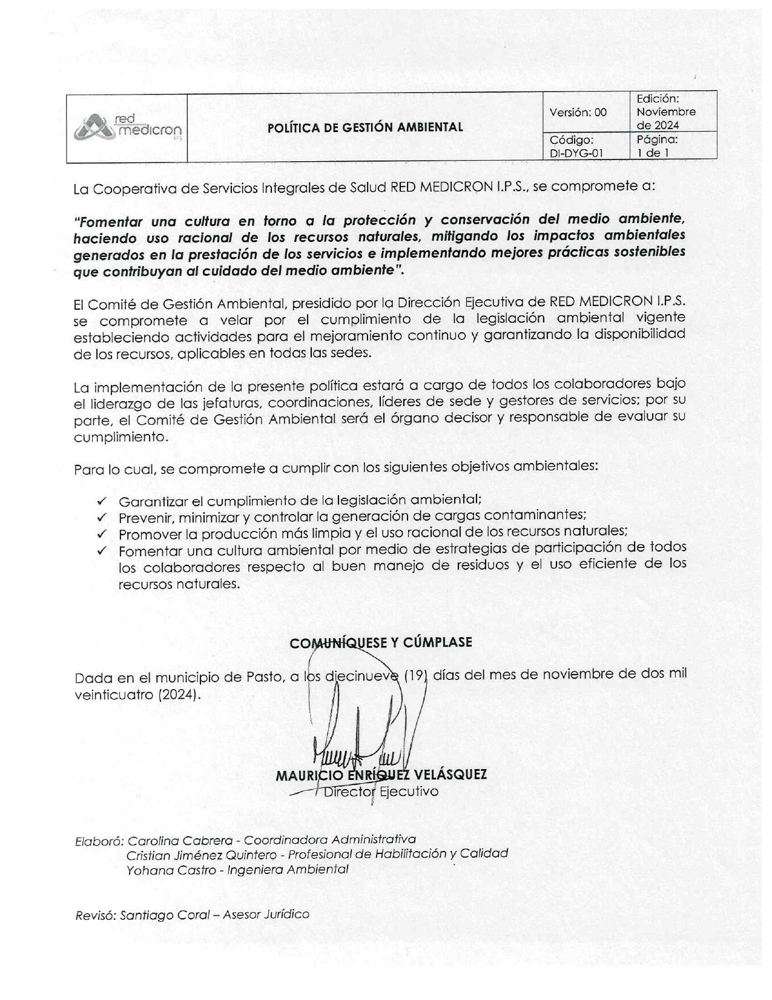 red
medicron
IPS
POLÍTICA DE GESTIÓN AMBIENTAL
Versión: 00
Edición:
Noviembre
de 2024
Código:
DI-DYG-01
Página:
1 de 1
La Cooperativa de Servicios Integrales de Salud RED MEDICRON I.P.S., se compromete a:
"Fomentar una cultura en torno a la protección y conservación del medio ambiente,
haciendo uso racional de los recursos naturales, mitigando los impactos ambientales
generados en la prestación de los servicios e implementando mejores prácticas sostenibles
que contribuyan al cuidado del medio ambiente".
El Comité de Gestión Ambiental, presidido por la Dirección Ejecutiva de RED MEDICRON I.P.S.
se compromete a velar por el cumplimiento de la legislación ambiental vigente
estableciendo actividades para el mejoramiento continuo y garantizando la disponibilidad
de los recursos, aplicables en todas las sedes.
La implementación de la presente política estará a cargo de todos los colaboradores bajo
el liderazgo de las jefaturas, coordinaciones, líderes de sede y gestores de servicios; por su
parte, el Comité de Gestión Ambiental será el órgano decisor y responsable de evaluar su
cumplimiento.
Para lo cual, se compromete a cumplir con los siguientes objetivos ambientales:
✓ Garantizar el cumplimiento de la legislación ambiental;
✓ Prevenir, minimizar y controlar la generación de cargas contaminantes;
✓ Promover la producción más limpia y el uso racional de los recursos naturales;
✓ Fomentar una cultura ambiental por medio de estrategias de participación de todos
los colaboradores respecto al buen manejo de residuos y el uso eficiente de los
recursos naturales.
COMUNÍQUESE Y CÚMPLASE
Dada en el municipio de Pasto, a los diecinueve (19) días del mes de noviembre de dos mil
veinticuatro (2024).
MAURICIO ENRÍQUEZ VELÁSQUEZ
Director Ejecutivo
Elaboró: Carolina Cabrera - Coordinadora Administrativa
Cristian Jiménez Quintero - Profesional de Habilitación y Calidad
Yohana Castro - Ingeniera Ambiental
Revisó: Santiago Coral – Asesor Jurídico